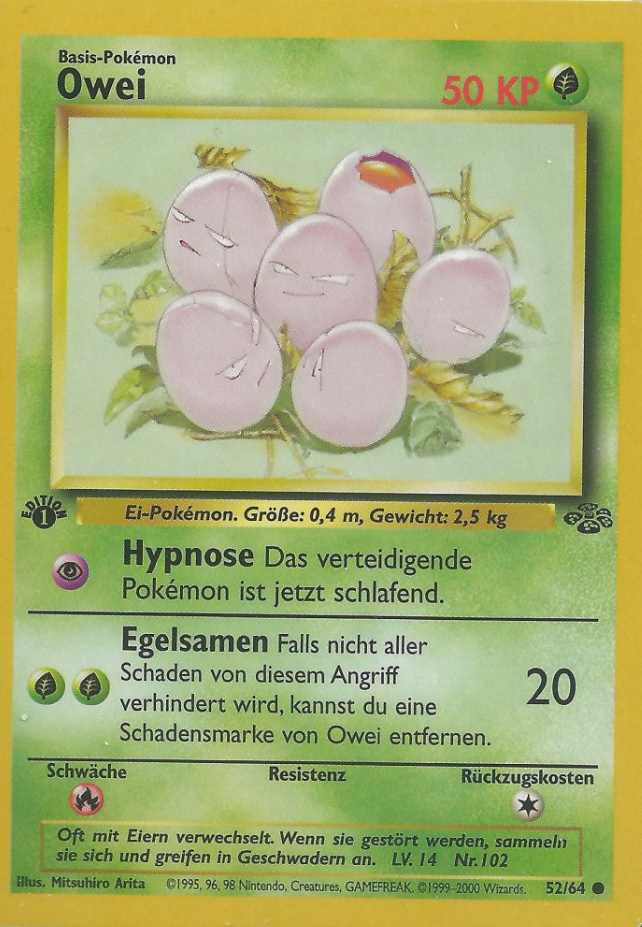 Basis-Pokémon
Owei
50 KP
EDITION
1
Ei-Pokémon. Größe: 0,4 m, Gewicht: 2,5 kg
Hypnose Das verteidigende
Pokémon ist jetzt schlafend.
Egelsamen Falls nicht aller
Schaden von diesem Angriff
verhindert wird, kannst du eine
Schadensmarke von Owei entfernen.
20
Schwäche Resistenz Rückzugskosten
Oft mit Eiern verwechselt. Wenn sie gestört werden, sammeln
sie sich und greifen in Geschwadern an. LV. 14 Nr. 102
Illus. Mitsuhiro Arita ©1995, 96, 98 Nintendo, Creatures, GAMEFREAK. ©1999-2000 Wizards. 52/64